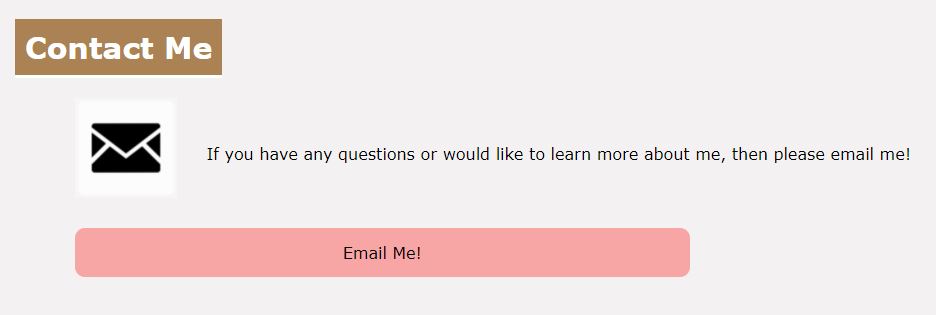 Contact Me
If you have any questions or would like to learn more about me, then please email me!
Email Me!